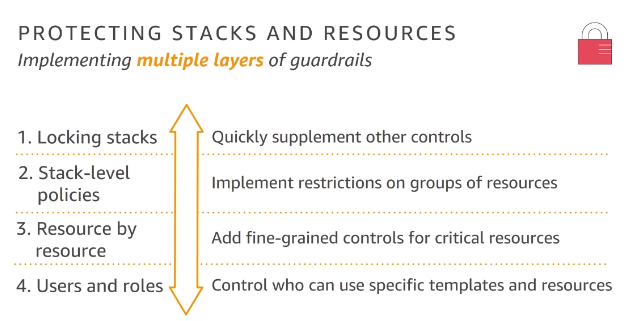 PROTECTING STACKS AND RESOURCES
Implementing multiple layers of guardrails
1. Locking stacks
Quickly supplement other controls
2. Stack-level
policies
Implement restrictions on groups of resources
3. Resource by
resource
Add fine-grained controls for critical resources
4. Users and roles
Control who can use specific templates and resources